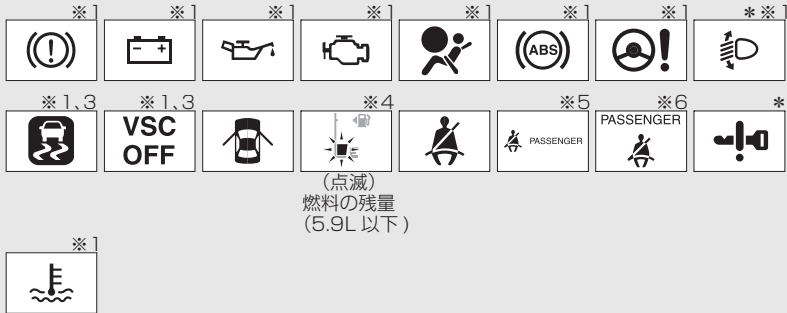 ※1 ※1 ※1 ※1 ※1 ※1 ※1 *※1
ABS
※1、3 ※1、3 ※4 ※5 ※6 *
VSC
OFF
PASSENGER
PASSENGER
(点滅)
燃料の残量
(5.9L 以下)
※1